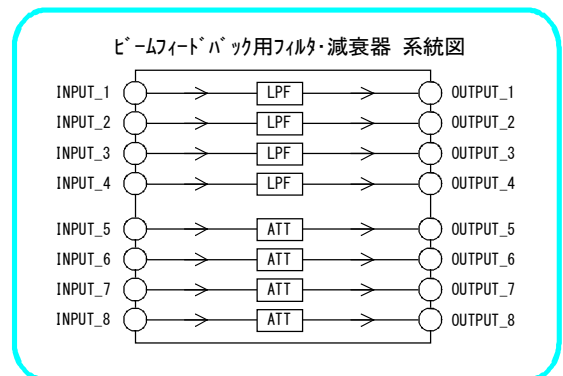 ビームフィードバック用フィルタ・減衰器 系統図
INPUT_1 LPF OUTPUT_1
INPUT_2 LPF OUTPUT_2
INPUT_3 LPF OUTPUT_3
INPUT_4 LPF OUTPUT_4
INPUT_5 ATT OUTPUT_5
INPUT_6 ATT OUTPUT_6
INPUT_7 ATT OUTPUT_7
INPUT_8 ATT OUTPUT_8